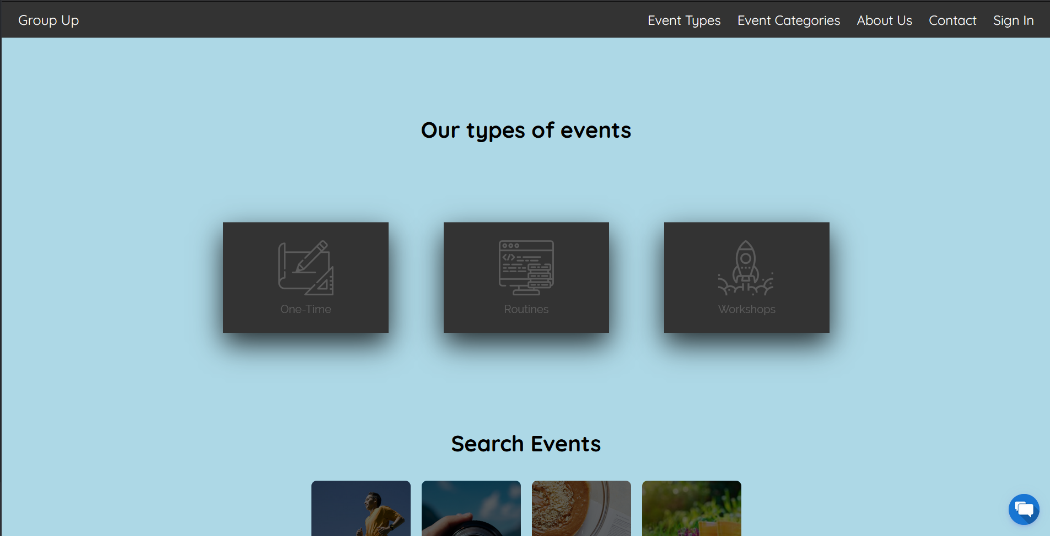 Group Up
Event Types Event Categories About Us Contact Sign In
Our types of events
One-Time Routines Workshops
Search Events